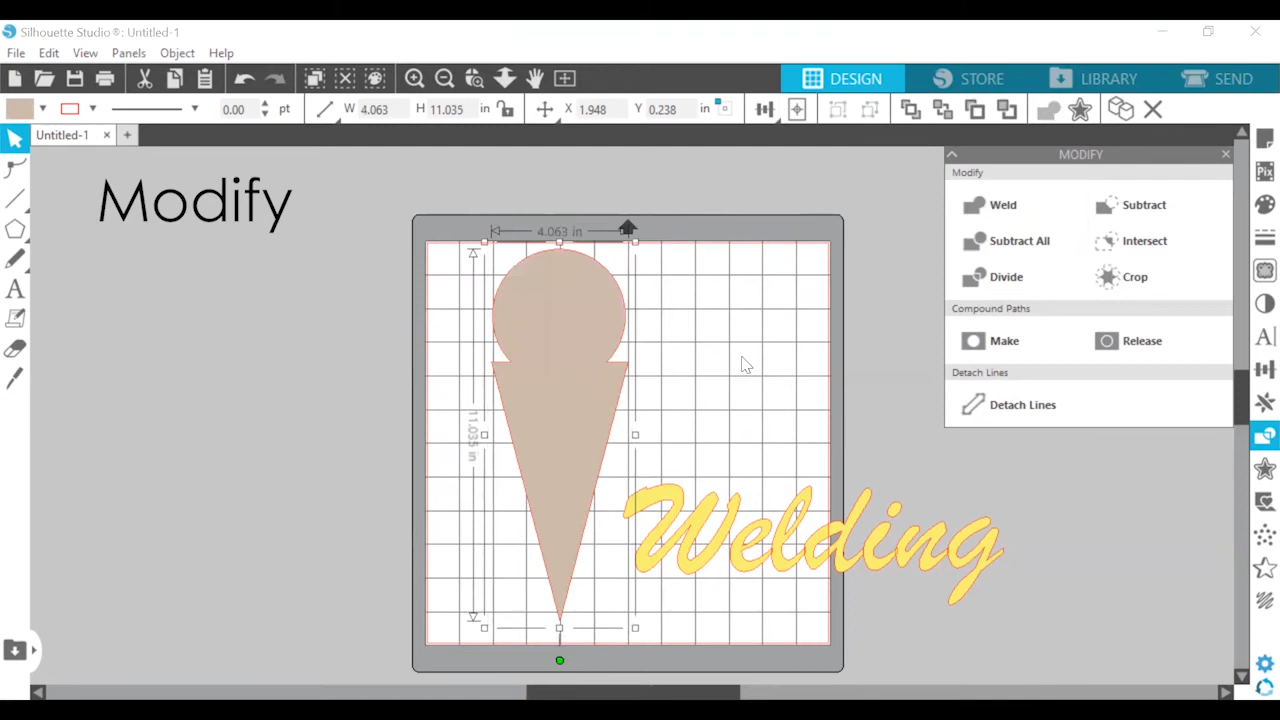 Silhouette Studio®: Untitled-1
File Edit View Panels Object Help
DESIGN STORE LIBRARY SEND
0.00 pt W 4.063 H 11.035 in X 1.948 Y 0.238 in
Untitled-1 × +
Modify
MODIFY
Modify
Weld Subtract
Subtract All Intersect
Divide Crop
Compound Paths
Make Release
Detach Lines
Detach Lines
4.063 in
11.035 in
Welding
A
Pix
A